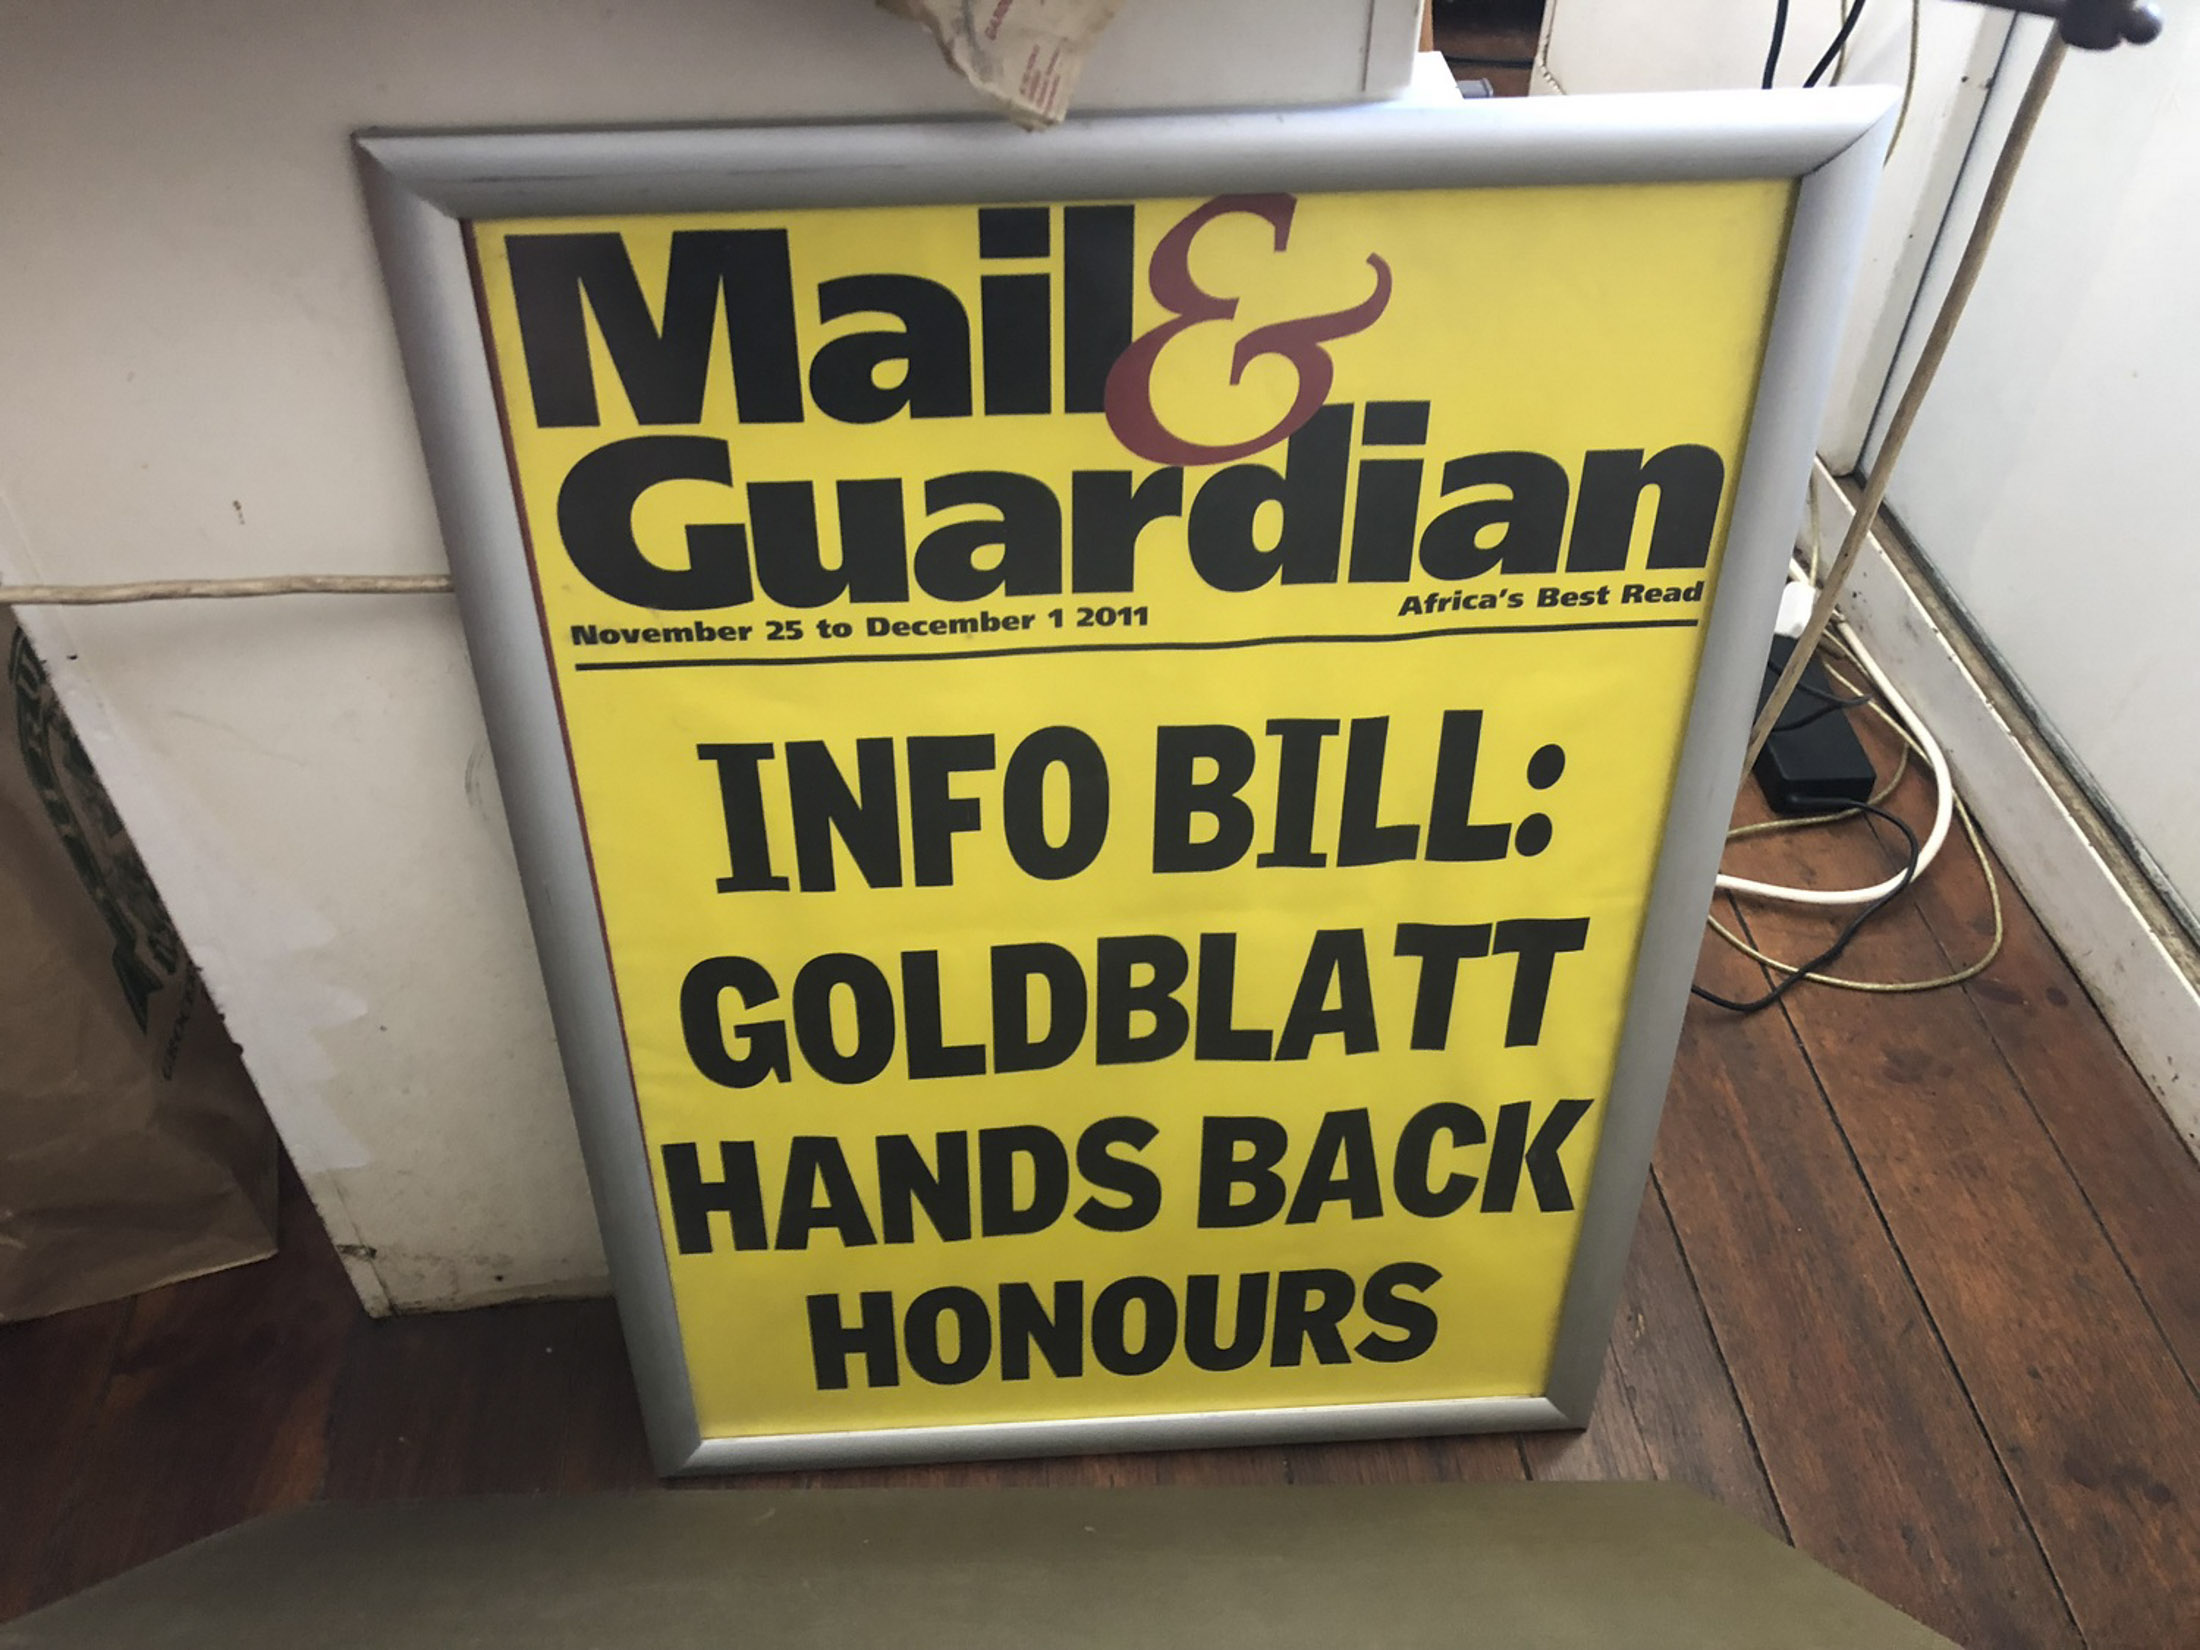 Mail &
Guardian
November 25 to December 1 2011
Africa's Best Read
INFO BILL:
GOLDBLATT
HANDS BACK
HONOURS